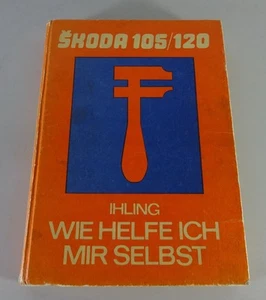 ŠKODA 105/120
IHLING
WIE HELFE ICH
MIR SELBST